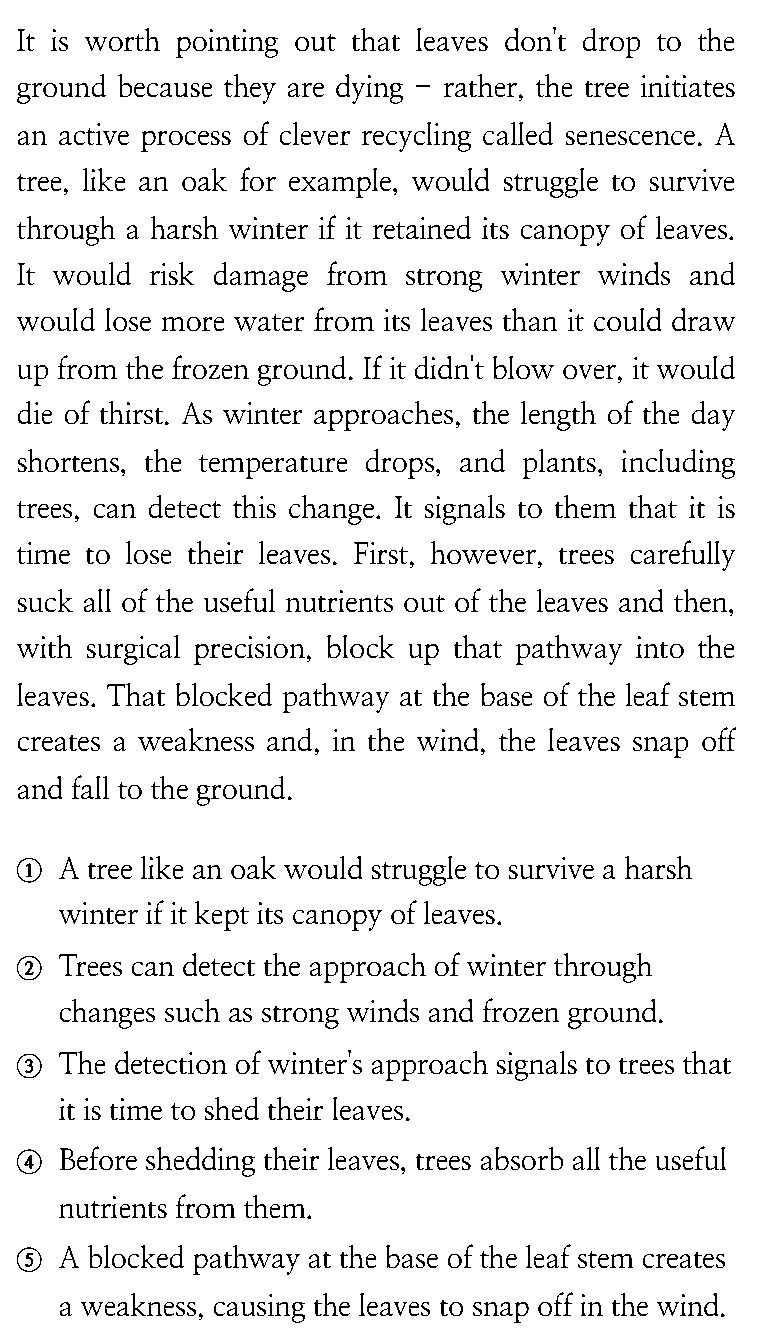 It is worth pointing out that leaves don't drop to the
ground because they are dying – rather, the tree initiates
an active process of clever recycling called senescence. A
tree, like an oak for example, would struggle to survive
through a harsh winter if it retained its canopy of leaves.
It would risk damage from strong winter winds and
would lose more water from its leaves than it could draw
up from the frozen ground. If it didn't blow over, it would
die of thirst. As winter approaches, the length of the day
shortens, the temperature drops, and plants, including
trees, can detect this change. It signals to them that it is
time to lose their leaves. First, however, trees carefully
suck all of the useful nutrients out of the leaves and then,
with surgical precision, block up that pathway into the
leaves. That blocked pathway at the base of the leaf stem
creates a weakness and, in the wind, the leaves snap off
and fall to the ground.
① A tree like an oak would struggle to survive a harsh
winter if it kept its canopy of leaves.
② Trees can detect the approach of winter through
changes such as strong winds and frozen ground.
③ The detection of winter's approach signals to trees that
it is time to shed their leaves.
④ Before shedding their leaves, trees absorb all the useful
nutrients from them.
⑤ A blocked pathway at the base of the leaf stem creates
a weakness, causing the leaves to snap off in the wind.